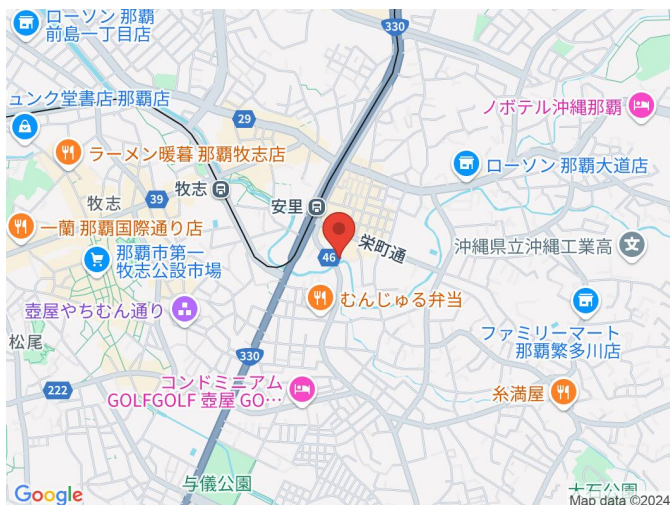 ローソン 那覇
前島一丁目店
330
ュンク堂書店·那覇店
29
ノボテル沖縄那覇
ラーメン暖暮 那覇牧志店
ローソン 那覇大道店
牧志
39
牧志
安里
一蘭 那覇国際通り店
栄町通
沖縄県立沖縄工業高
那覇市第一
牧志公設市場
46
むんじゅる弁当
壺屋やちむん通り
ファミリーマート
那覇繁多川店
松尾
330
222
コンドミニアム
GOLFGOLF 壺屋 GO…
糸満屋
与儀公園
大石公園
Google
Map data ©2024